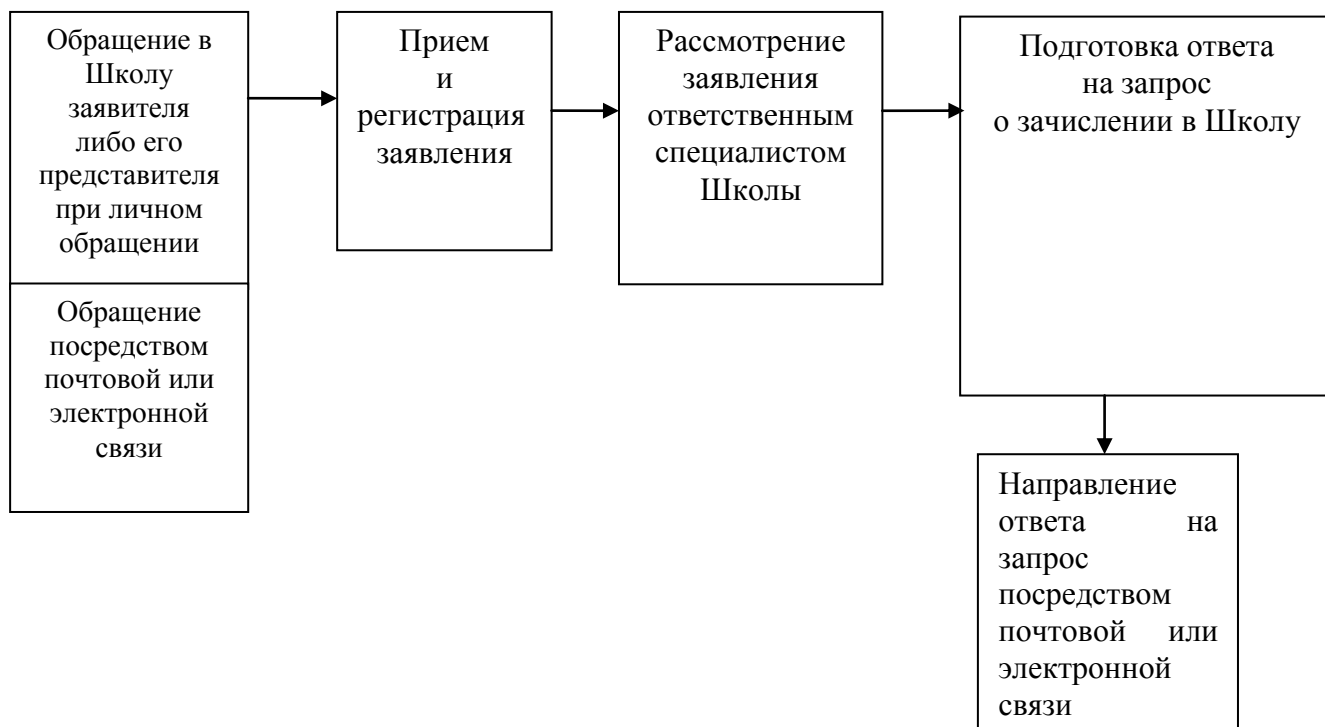 Обращение в
Школу
заявителя
либо его
представителя
при личном
обращении
Обращение
посредством
почтовой или
электронной
связи
Прием
и
регистрация
заявления
Рассмотрение
заявления
ответственным
специалистом
Школы
Подготовка ответа
на запрос
о зачислении в Школу
Направление
ответа на
запрос
посредством
почтовой или
электронной
связи